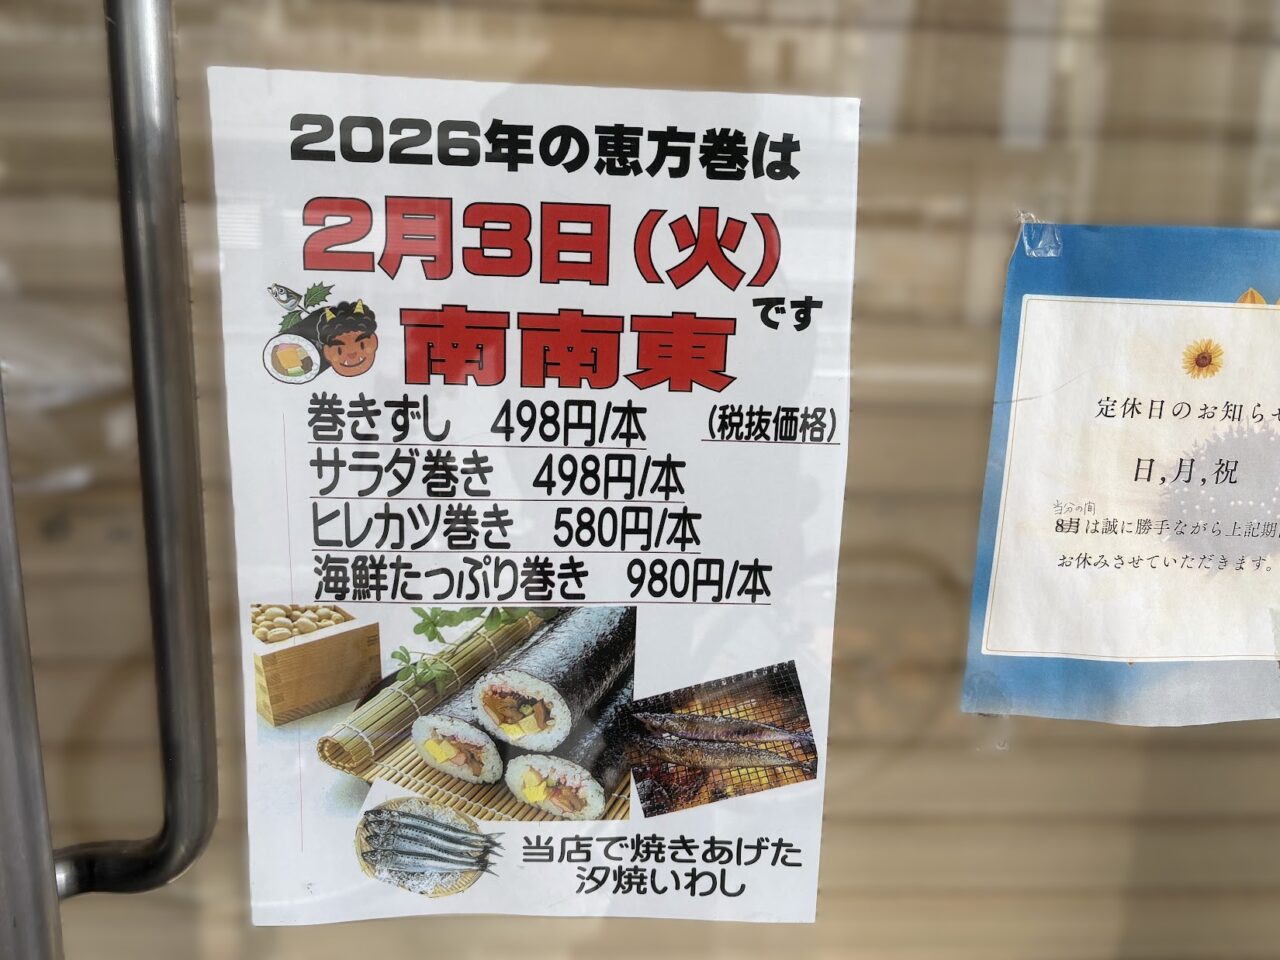 2026年の恵方巻は
2月3日(火)
南南東です
巻きずし 498円/本 (税抜価格)
サラダ巻き 498円/本
ヒレカツ巻き 580円/本
海鮮たっぷり巻き 980円/本
当店で焼きあげた
汐焼いわし
定休日のお知らせ
日,月,祝
当分の間
8月は誠に勝手ながら上記期
お休みさせていただきます。